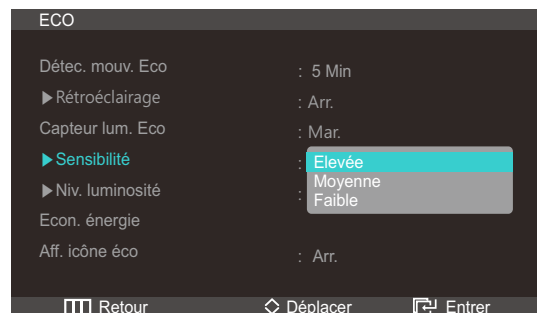 ECO
Détec. mouv. Eco : 5 Min
▶Rétroéclairage : Arr.
Capteur lum. Eco : Mar.
▶Sensibilité : Elevée
Moyenne
▶Niv. luminosité : Faible
Econ. énergie
Aff. icône éco : Arr.
Retour Déplacer Entrer